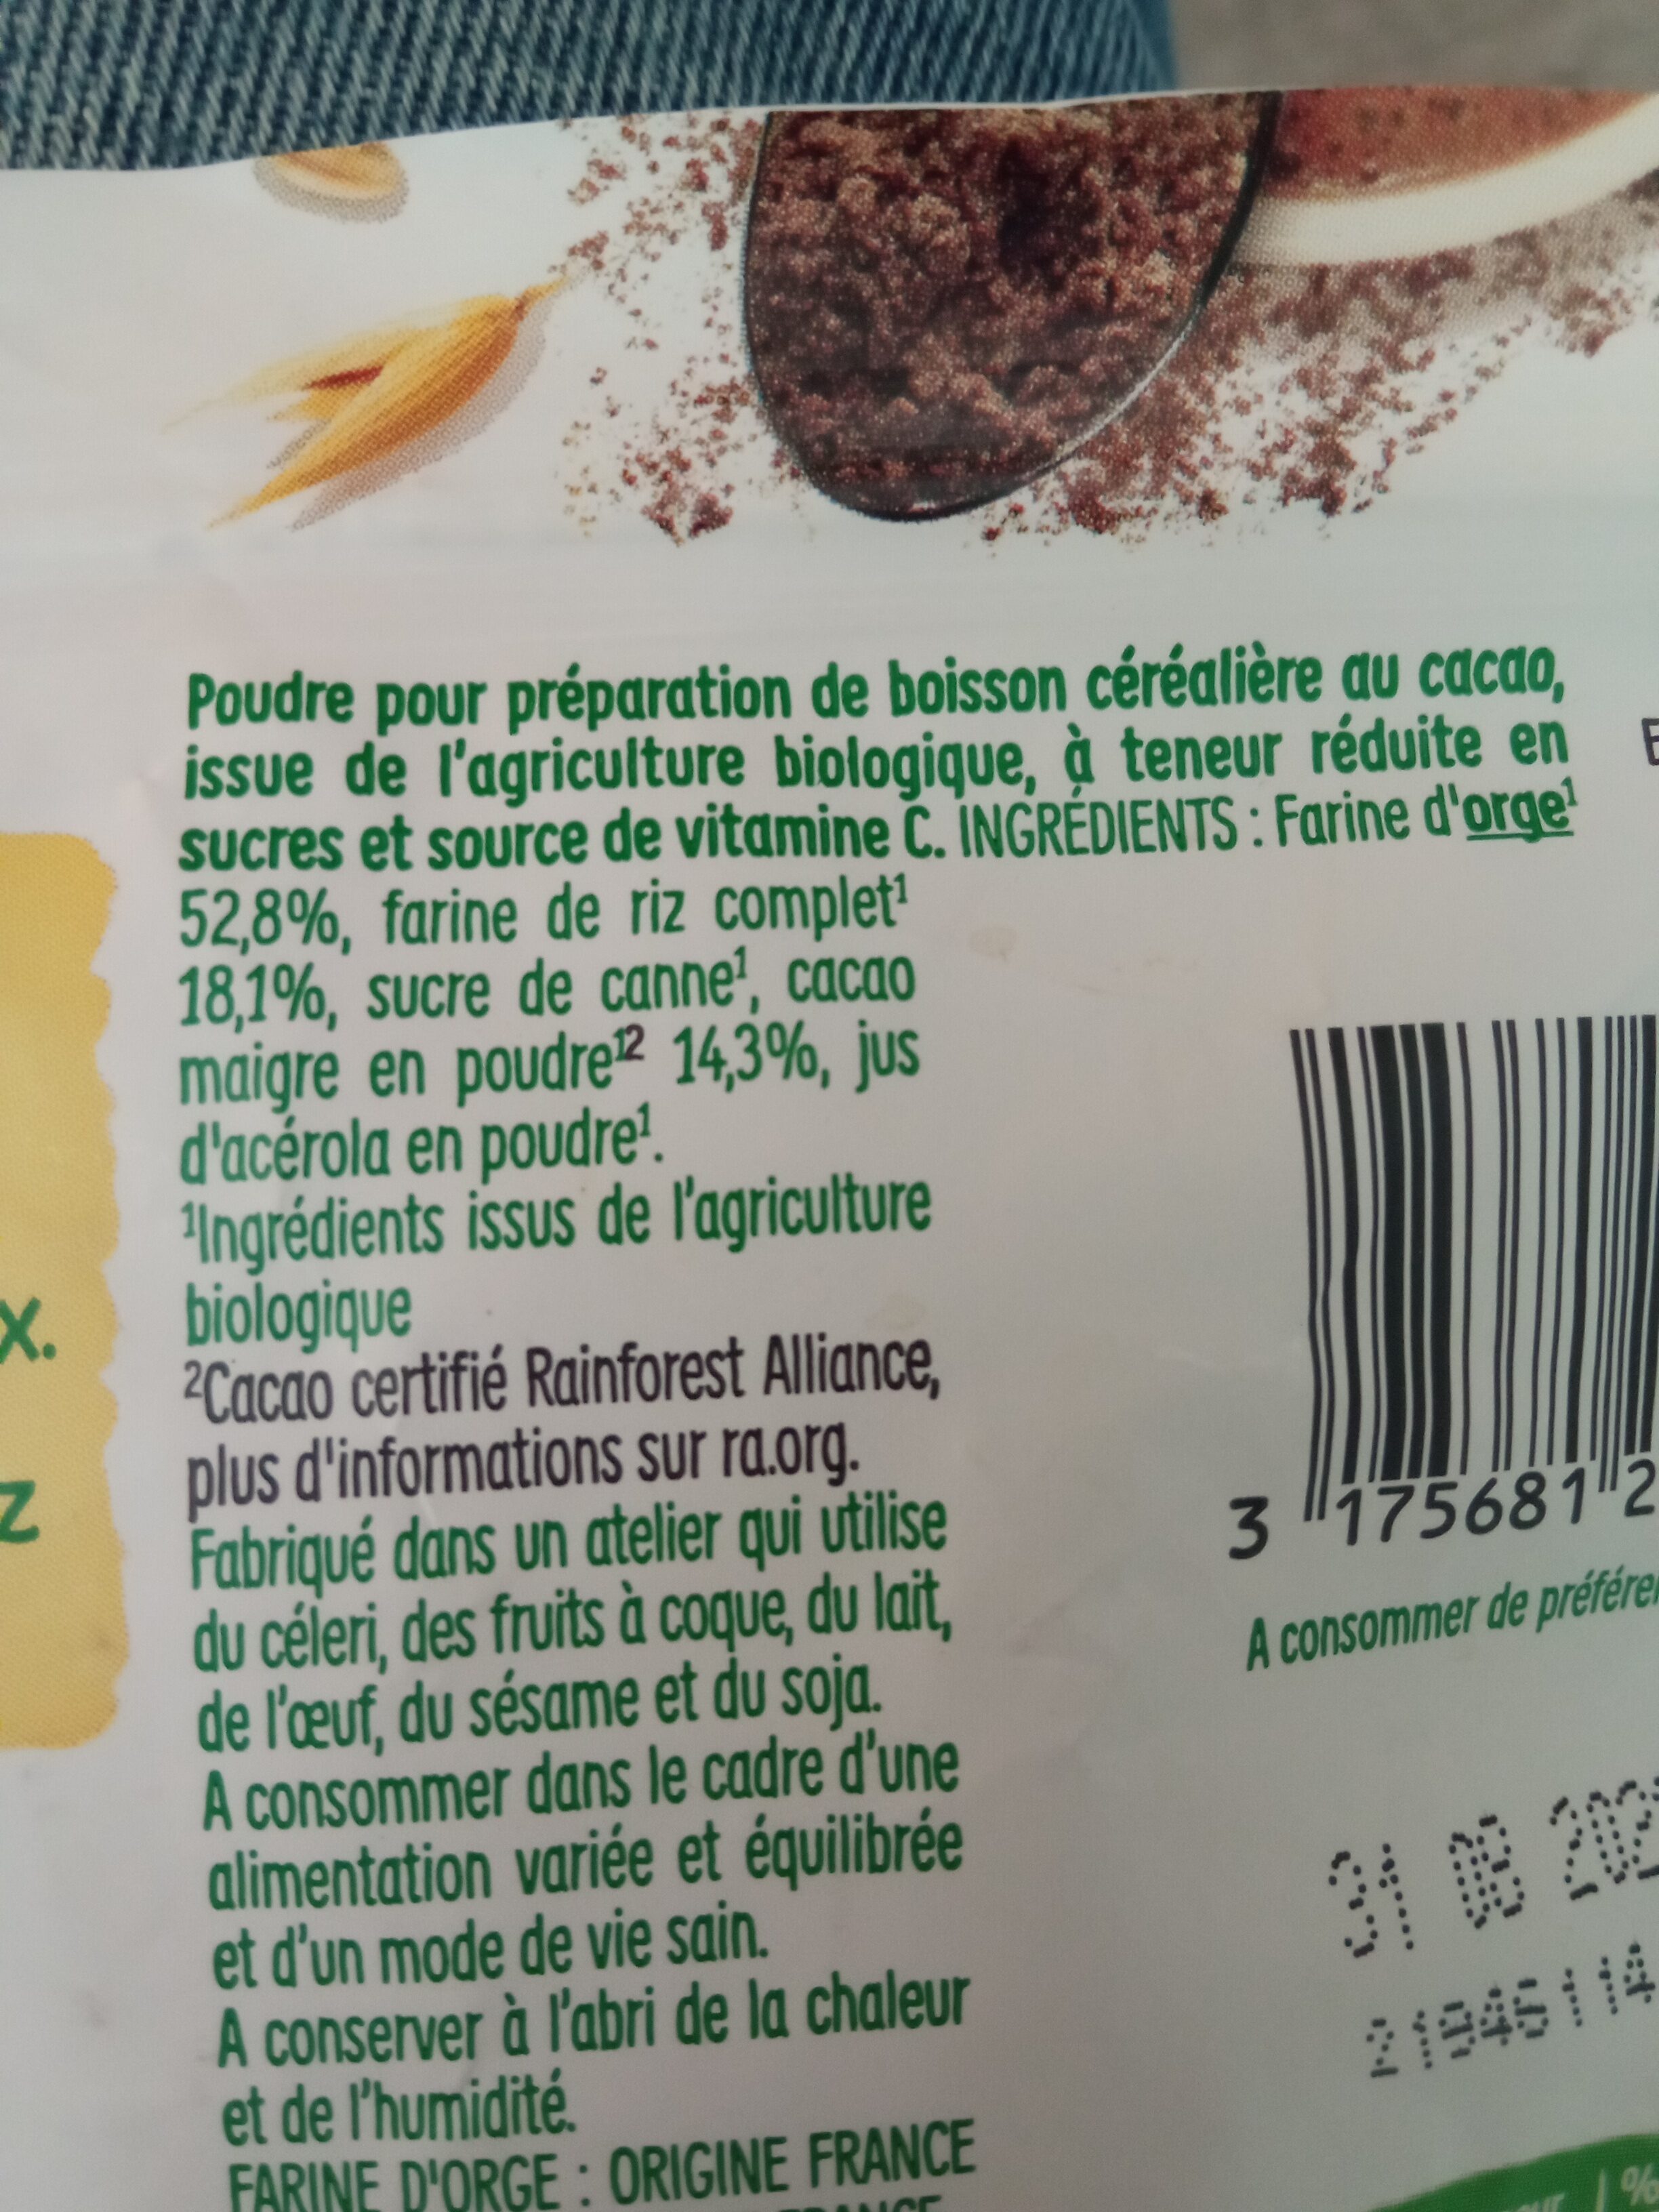 Poudre pour préparation de boisson céréalière au cacao,
issue de l'agriculture biologique, à teneur réduite en
sucres et source de vitamine C. INGRÉDIENTS : Farine d'orge¹
52,8%, farine de riz complet¹
18,1%, sucre de canne¹, cacao
maigre en poudre¹² 14,3%, jus
d'acérola en poudre¹.
¹Ingrédients issus de l'agriculture
biologique
²Cacao certifié Rainforest Alliance,
plus d'informations sur ra.org.
Fabriqué dans un atelier qui utilise
du céleri, des fruits à coque, du lait,
de l'œuf, du sésame et du soja.
A consommer dans le cadre d'une
alimentation variée et équilibrée
et d'un mode de vie sain.
A conserver à l'abri de la chaleur
et de l'humidité.
FARINE D'ORGE : ORIGINE FRANCE
x.
z
3 175681 2
A consommer de
31 08
%